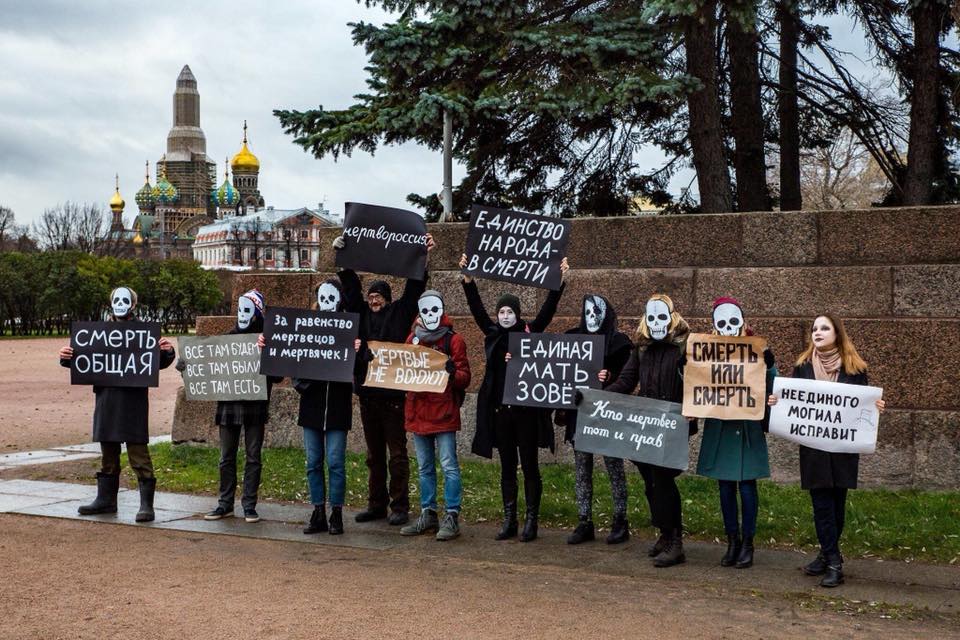 мертвороссия
ЕДИНСТВО
НАРОДА-
В СМЕРТИ
СМЕРТЬ
ОБЩАЯ
ВСЕ ТАМ БУДЕМ
ВСЕ ТАМ БЫЛИ
ВСЕ ТАМ ЕСТЬ
За равенство
мертвецов
и мертвячек!
МЕРТВЫЕ
НЕ ВОЮЮТ
ЕДИНАЯ
МАТЬ
ЗОВЁТ
Кто мертвее
тот и прав
СМЕРТЬ
ИЛИ
СМЕРТЬ
НЕЕДИНОГО
МОГИЛА
ИСПРАВИТ